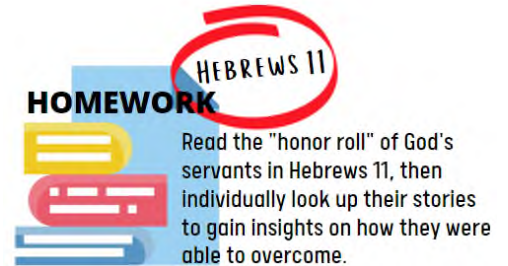 HEBREWS 11
HOMEWORK
Read the "honor roll" of God's
servants in Hebrews 11, then
individually look up their stories
to gain insights on how they were
able to overcome.